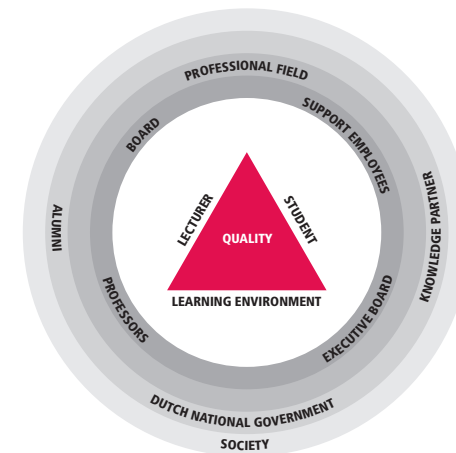 PROFESSIONAL FIELD
BOARD
SUPPORT EMPLOYEES
ALUMNI
LECTURER
STUDENT
QUALITY
KNOWLEDGE PARTNER
LEARNING ENVIRONMENT
PROFESSORS
EXECUTIVE BOARD
DUTCH NATIONAL GOVERNMENT
SOCIETY